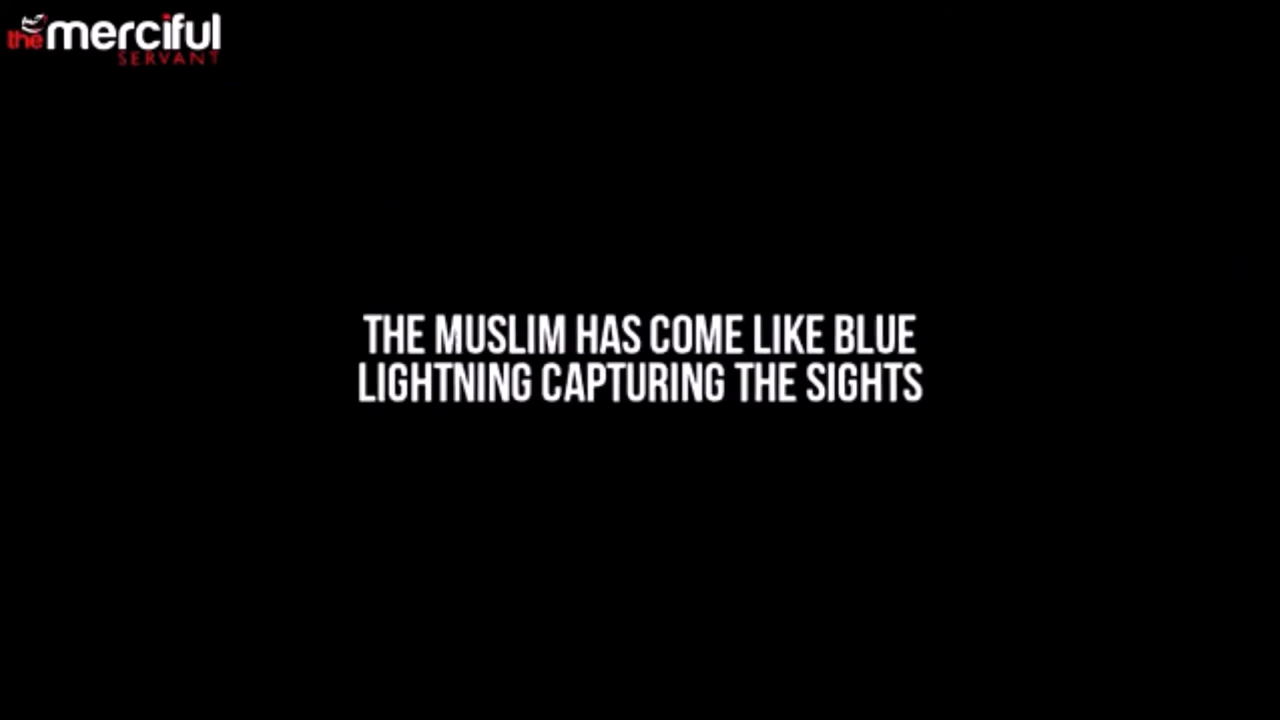 the merciful
SERVANT
THE MUSLIM HAS COME LIKE BLUE
LIGHTNING CAPTURING THE SIGHTS